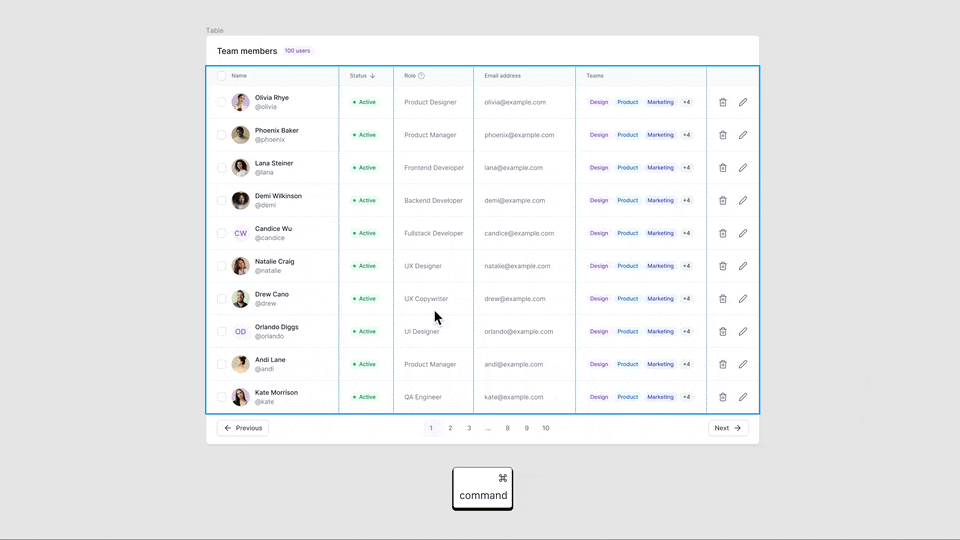 Table
Team members 100 users
Name Status Role Email address Teams
Olivia Rhye
@olivia Active Product Designer olivia@example.com Design Product Marketing +4
Phoenix Baker
@phoenix Active Product Manager phoenix@example.com Design Product Marketing +4
Lana Steiner
@lana Active Frontend Developer lana@example.com Design Product Marketing +4
Demi Wilkinson
@demi Active Backend Developer demi@example.com Design Product Marketing +4
CW Candice Wu
@candice Active Fullstack Developer candice@example.com Design Product Marketing +4
Natalie Craig
@natalie Active UX Designer natalie@example.com Design Product Marketing +4
Drew Cano
@drew Active UX Copywriter drew@example.com Design Product Marketing +4
OD Orlando Diggs
@orlando Active UI Designer orlando@example.com Design Product Marketing +4
Andi Lane
@andi Active Product Manager andi@example.com Design Product Marketing +4
Kate Morrison
@kate Active QA Engineer kate@example.com Design Product Marketing +4
Previous 1 2 3 ... 8 9 10 Next
⌘
command